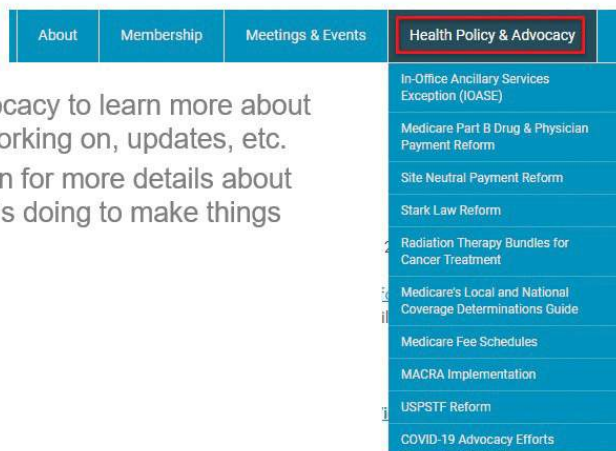 About Membership Meetings & Events Health Policy & Advocacy
to learn more about
on, updates, etc.
for more details about
doing to make things
In-Office Ancillary Services
Exception (IOASE)
Medicare Part B Drug & Physician
Payment Reform
Site Neutral Payment Reform
Stark Law Reform
Radiation Therapy Bundles for
Cancer Treatment
Medicare's Local and National
Coverage Determinations Guide
Medicare Fee Schedules
MACRA Implementation
USPSTF Reform
COVID-19 Advocacy Efforts